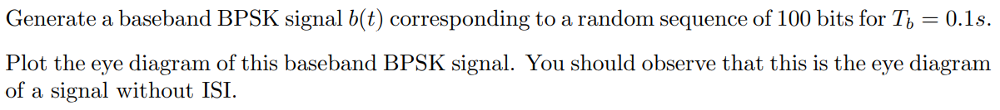 Generate a baseband BPSK signal b(t) corresponding to a random sequence of 100 bits for T_b = 0.1s.
Plot the eye diagram of this baseband BPSK signal. You should observe that this is the eye diagram
of a signal without ISI.